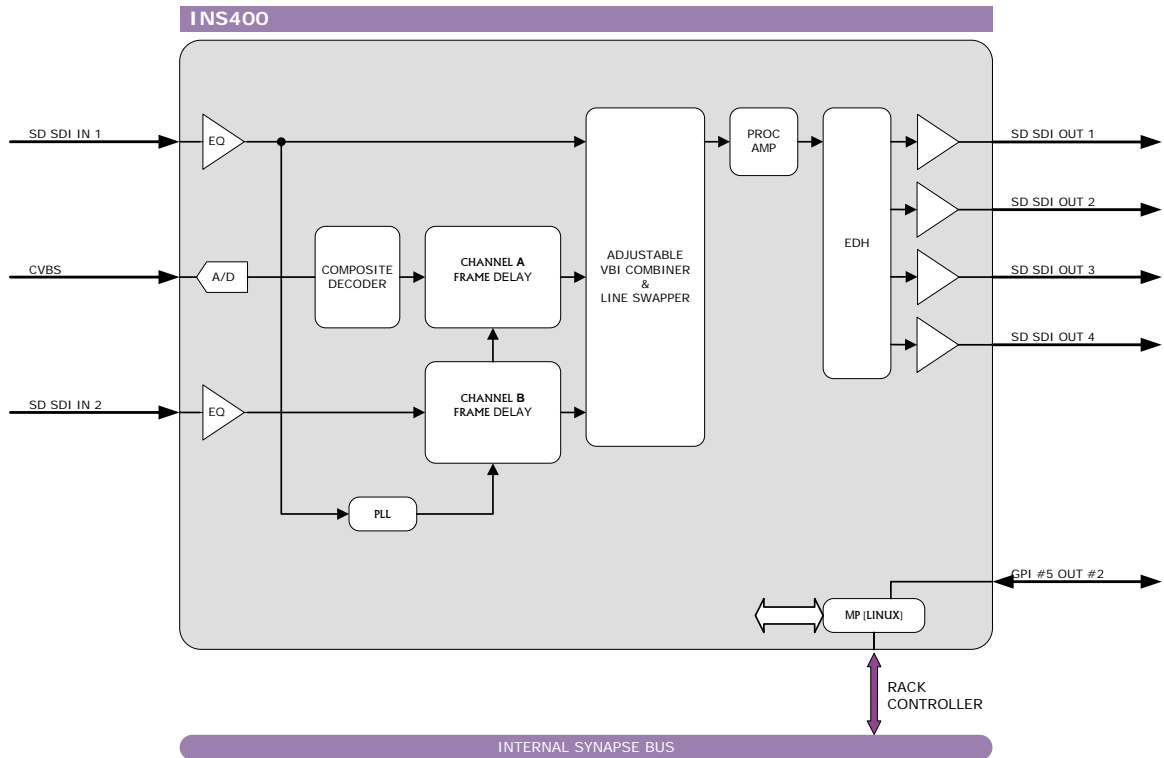 INS400
SD SDI IN 1
EQ
PROC
AMP
SD SDI OUT 1
SD SDI OUT 2
CVBS
A/D
COMPOSITE
DECODER
CHANNEL A
FRAME DELAY
ADJUSTABLE
VBI COMBINER
&
LINE SWAPPER
EDH
SD SDI OUT 3
SD SDI OUT 4
SD SDI IN 2
EQ
CHANNEL B
FRAME DELAY
PLL
GPI #5 OUT #2
MP [LINUX]
RACK
CONTROLLER
INTERNAL SYNAPSE BUS